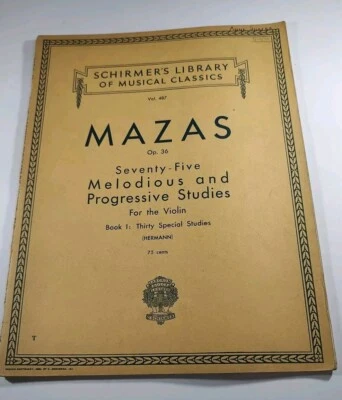 SCHIRMER'S LIBRARY
OF MUSICAL CLASSICS
Vol. 487
MAZAS
Op. 36
Seventy-Five
Melodious and
Progressive Studies
For the Violin
Book I: Thirty Special Studies
(HERMANN)
75 cents
T